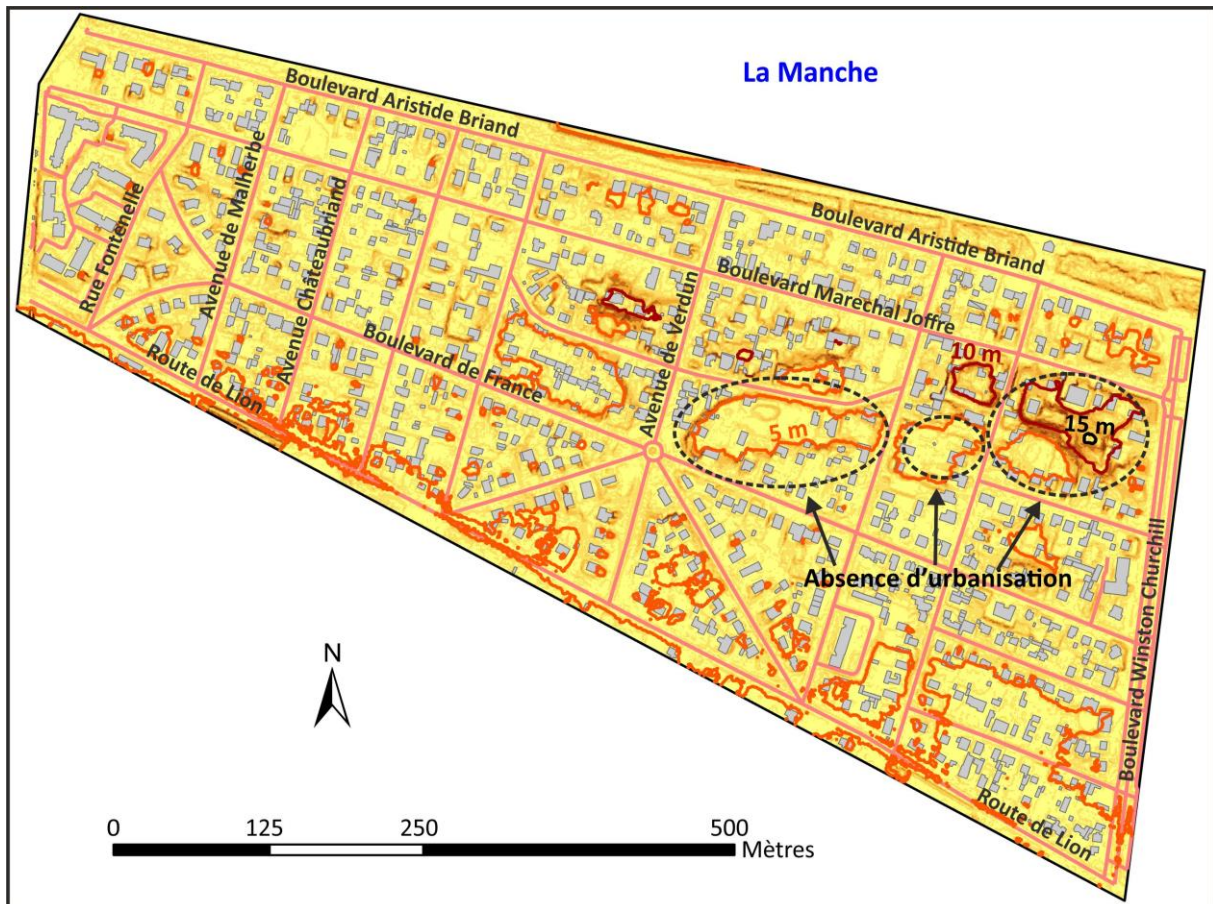 La Manche
Boulevard Aristide Briand
Boulevard Aristide Briand
Boulevard Marechal Joffre
Avenue de Malherbe
Avenue Châteaubriand
Rue Fontenelle
Avenue de Verdun
Boulevard de France
Route de Lion
10 m
15 m
5 m
Absence d'urbanisation
Boulevard Winston Churchill
Route de Lion
N
0 125 250 500
Mètres